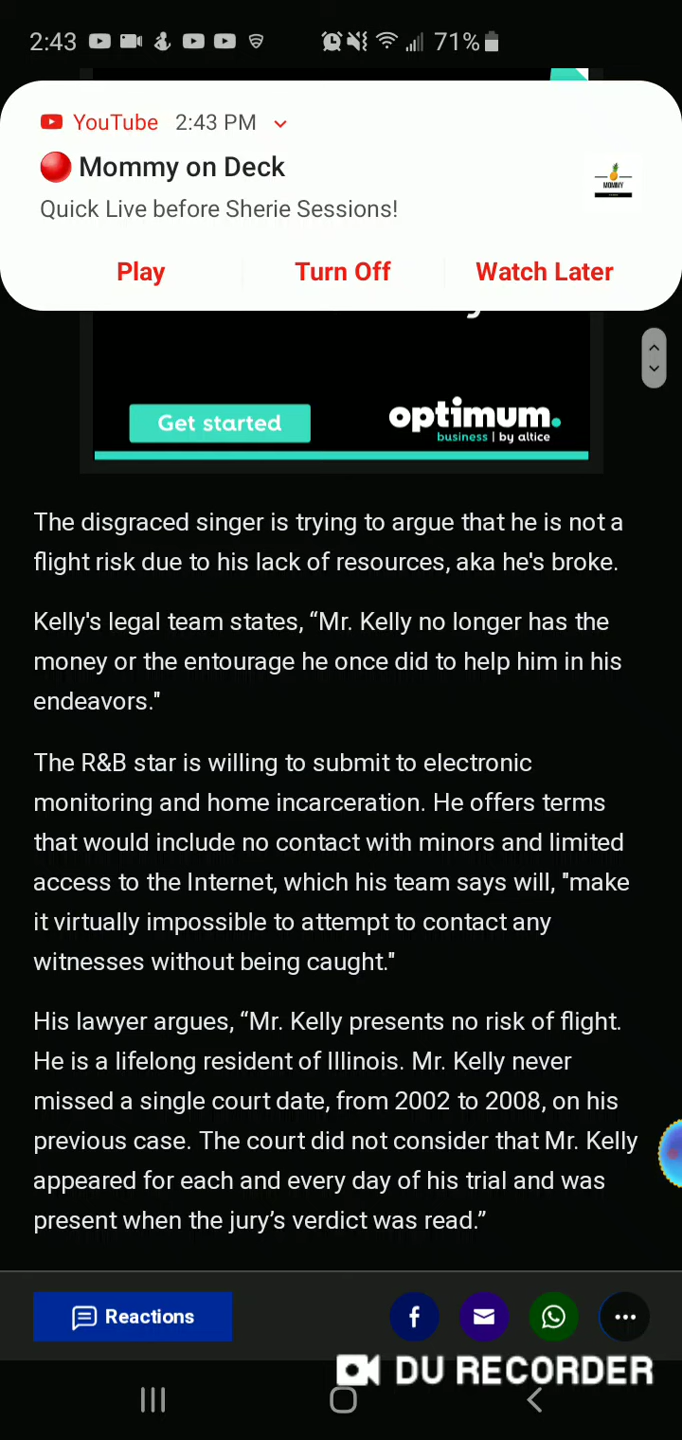 2:43 71%
YouTube 2:43 PM
Mommy on Deck
MOMMY
Quick Live before Sherie Sessions!
Play Turn Off Watch Later
Get started
optimum.
business | by altice
The disgraced singer is trying to argue that he is not a
flight risk due to his lack of resources, aka he's broke.
Kelly's legal team states, “Mr. Kelly no longer has the
money or the entourage he once did to help him in his
endeavors."
The R&B star is willing to submit to electronic
monitoring and home incarceration. He offers terms
that would include no contact with minors and limited
access to the Internet, which his team says will, "make
it virtually impossible to attempt to contact any
witnesses without being caught."
His lawyer argues, “Mr. Kelly presents no risk of flight.
He is a lifelong resident of Illinois. Mr. Kelly never
missed a single court date, from 2002 to 2008, on his
previous case. The court did not consider that Mr. Kelly
appeared for each and every day of his trial and was
present when the jury’s verdict was read.”
Reactions
DU RECORDER